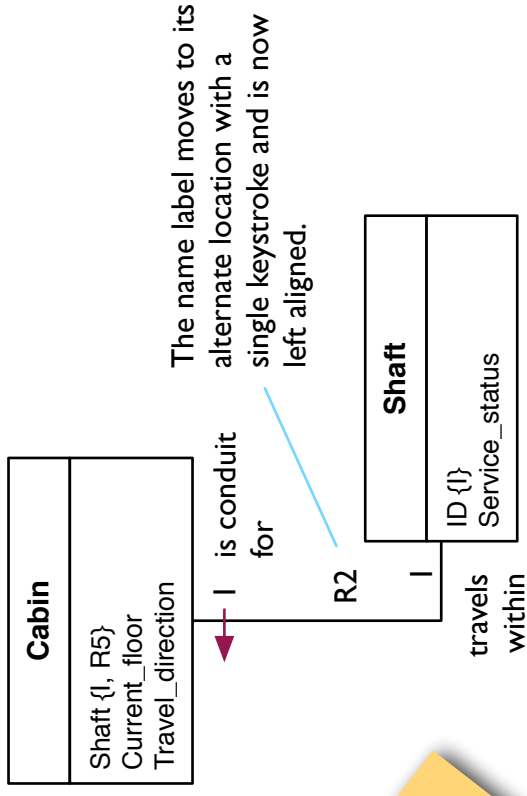 Cabin
Shaft {I, R5}
Current_floor
Travel_direction
The name label moves to its
alternate location with a
single keystroke and is now
left aligned.
1
is conduit
for
R2
1
travels
within
Shaft
ID {I}
Service_status